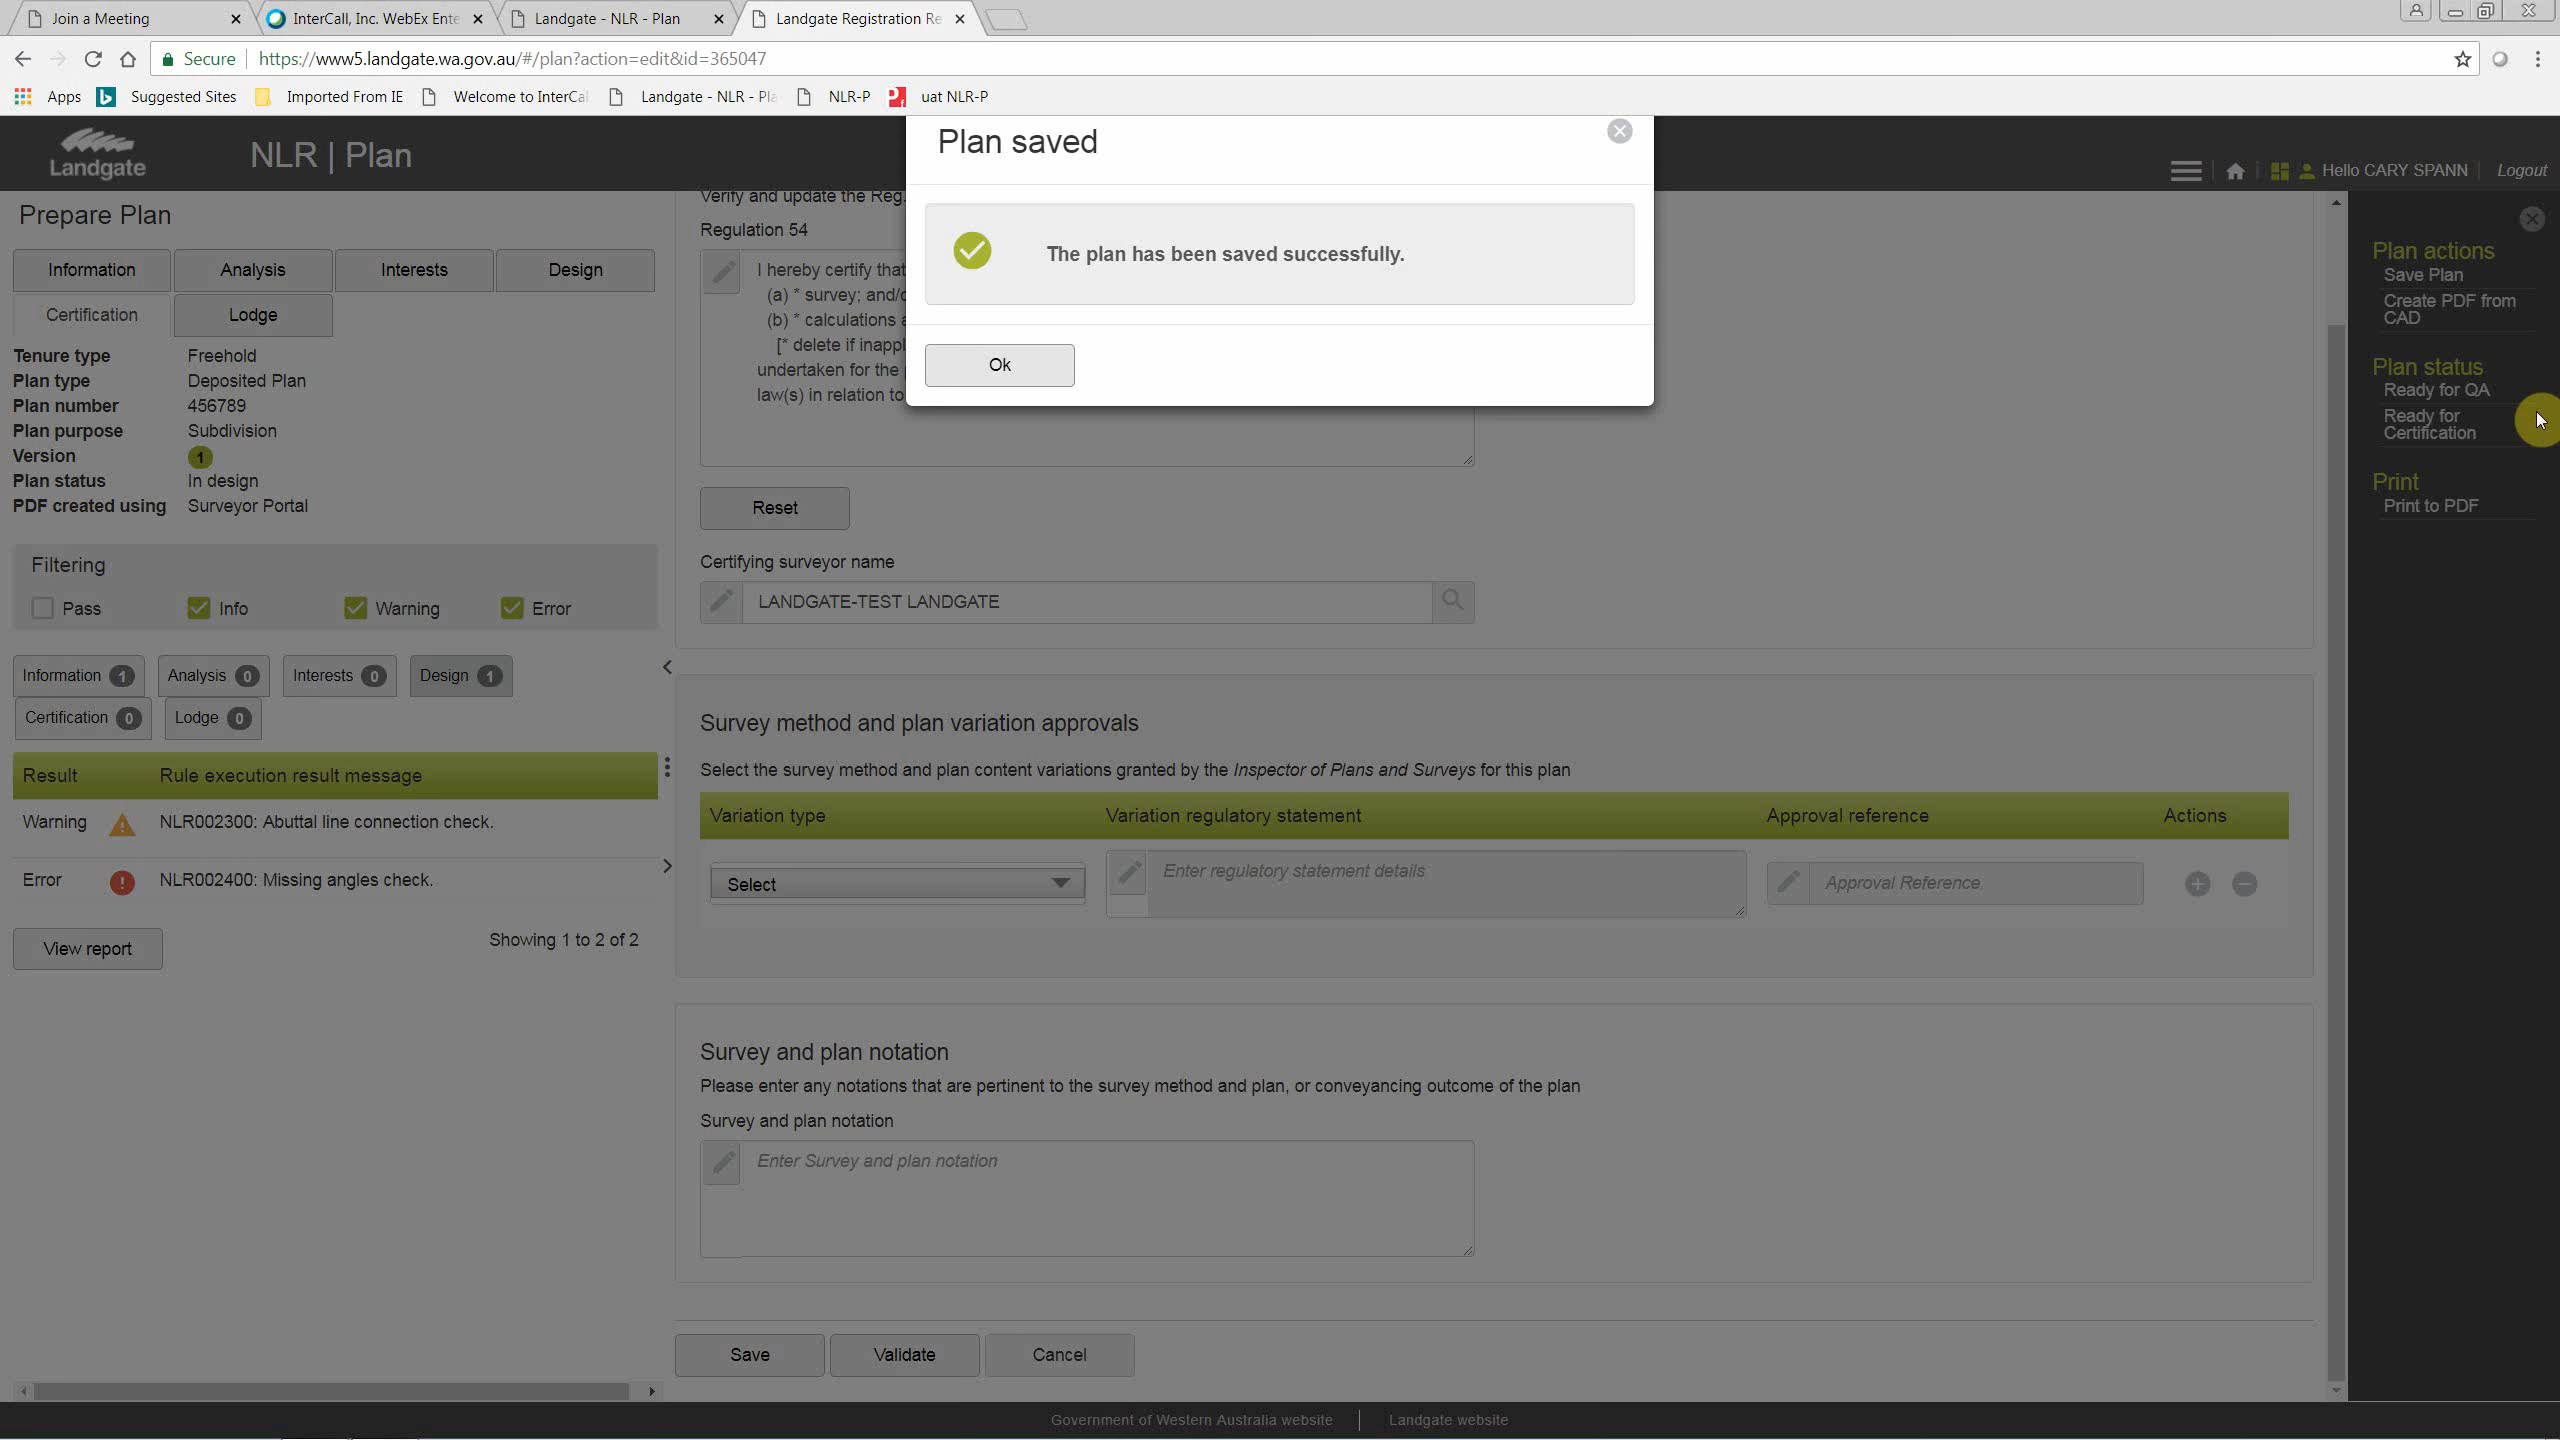 Join a Meeting
InterCall, Inc. WebEx Ente
Landgate - NLR - Plan
Landgate Registration Re
Secure
https://www5.landgate.wa.gov.au/#/plan?action=edit&id=365047
Apps
Suggested Sites
Imported From IE
Welcome to InterCal
Landgate - NLR - Pla
NLR-P
uat NLR-P
Landgate
NLR | Plan
Hello CARY SPANN
Logout
Plan saved
The plan has been saved successfully.
Ok
Prepare Plan
Information
Analysis
Interests
Design
Certification
Lodge
Tenure type Freehold
Plan type Deposited Plan
Plan number 456789
Plan purpose Subdivision
Version 1
Plan status In design
PDF created using Surveyor Portal
Filtering
Pass
Info
Warning
Error
Information 1
Analysis 0
Interests 0
Design 1
Certification 0
Lodge 0
Result Rule execution result message
Warning NLR002300: Abuttal line connection check.
Error NLR002400: Missing angles check.
View report
Showing 1 to 2 of 2
Verify and update the Reg.
Regulation 54
I hereby certify that
(a) * survey; and/o
(b) * calculations a
[* delete if inappl
undertaken for the p
law(s) in relation to
Reset
Certifying surveyor name
LANDGATE-TEST LANDGATE
Survey method and plan variation approvals
Select the survey method and plan content variations granted by the Inspector of Plans and Surveys for this plan
Variation type
Variation regulatory statement
Approval reference
Actions
Select
Enter regulatory statement details
Approval Reference
Survey and plan notation
Please enter any notations that are pertinent to the survey method and plan, or conveyancing outcome of the plan
Survey and plan notation
Enter Survey and plan notation
Save
Validate
Cancel
Plan actions
Save Plan
Create PDF from
CAD
Plan status
Ready for QA
Ready for
Certification
Print
Print to PDF
Government of Western Australia website
Landgate website